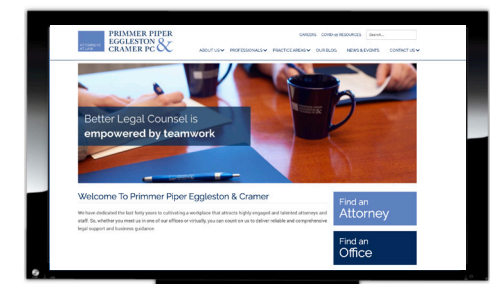 PRIMMER PIPER
EGGLESTON &
CRAMER PC
ATTORNEYS
AT LAW
CAREERS COVID-19 RESOURCES Search...
ABOUT US PROFESSIONALS PRACTICE AREAS OUR BLOG NEWS & EVENTS CONTACT US
Better Legal Counsel is
empowered by teamwork
Welcome To Primmer Piper Eggleston & Cramer
We have dedicated the last forty years to cultivating a workplace that attracts highly engaged and talented attorneys and
staff. So, whether you meet us in one of our offices or virtually, you can count on us to deliver reliable and comprehensive
legal support and business guidance.
Find an
Attorney
Find an
Office